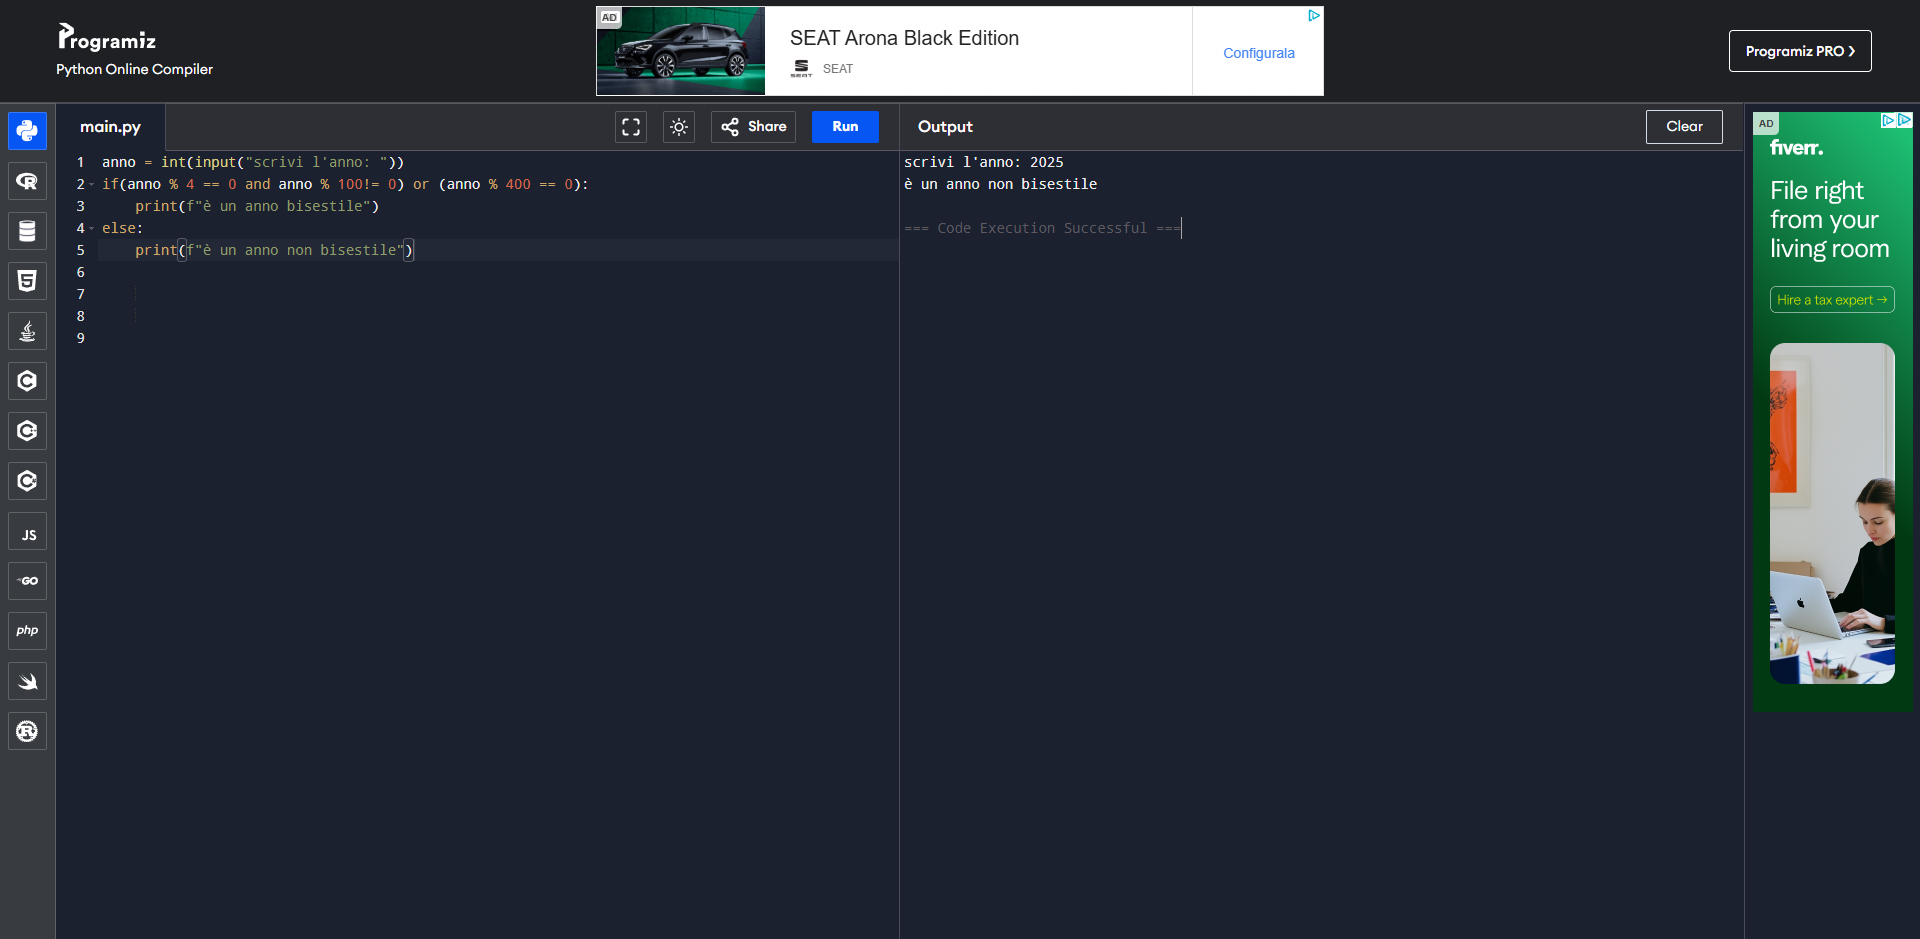 Programiz
Python Online Compiler
AD
SEAT Arona Black Edition
SEAT
SEAT
Configurala
Programiz PRO ❯
main.py
Share
Run
Output
Clear
1 anno = int(input("scrivi l'anno: "))
2 if(anno % 4 == 0 and anno % 100!= 0) or (anno % 400 == 0):
3     print(f"è un anno bisestile")
4 else:
5     print(f"è un anno non bisestile")
6
7
8
9
scrivi l'anno: 2025
è un anno non bisestile
=== Code Execution Successful ===
JS
GO
php
AD
fiverr.
File right
from your
living room
Hire a tax expert →